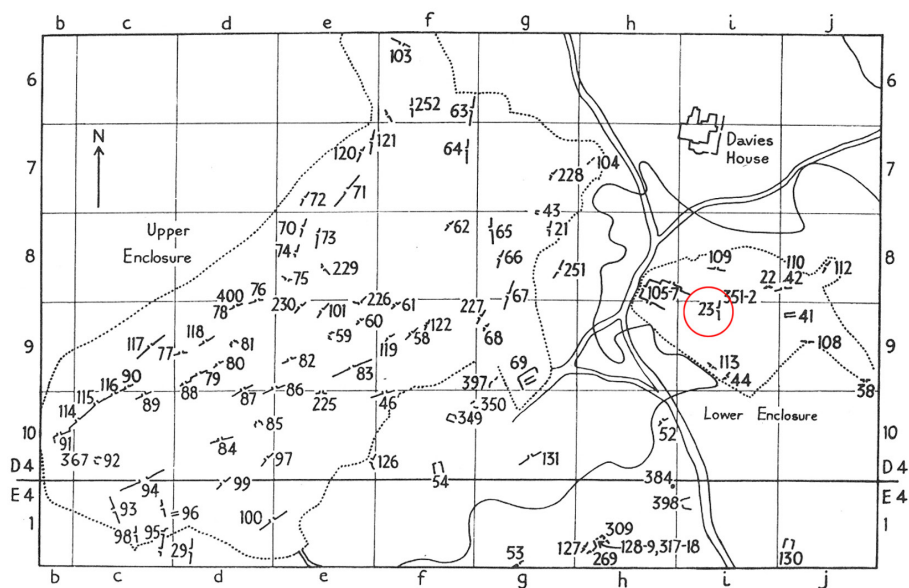 b c d e f g h i j
6 103 252 63 6
N
121 120 64 104 Davies
7 72 71 228 House 7
43
70 73 62 65 21
Upper 74 66 109 110
8 Enclosure 229 251 22 42 112 8
76 75 105-7 351-2
400 230 226 61 227 67 23
78 101 41
117 118 81 59 60 119 58 122 68
9 77 80 82 69 113 108 9
90 79 83 397 44
116 89 88 87 86 225 46 350 38
115 349 Lower Enclosure
114 85 52
10 91 84 10
D4 367 92 97 126 54 131 D4
E4 94 99 384 E4
93 96 398
1 100 309 1
98 95 29 53 127 128-9,317-18 130
269
b c d e f g h i j